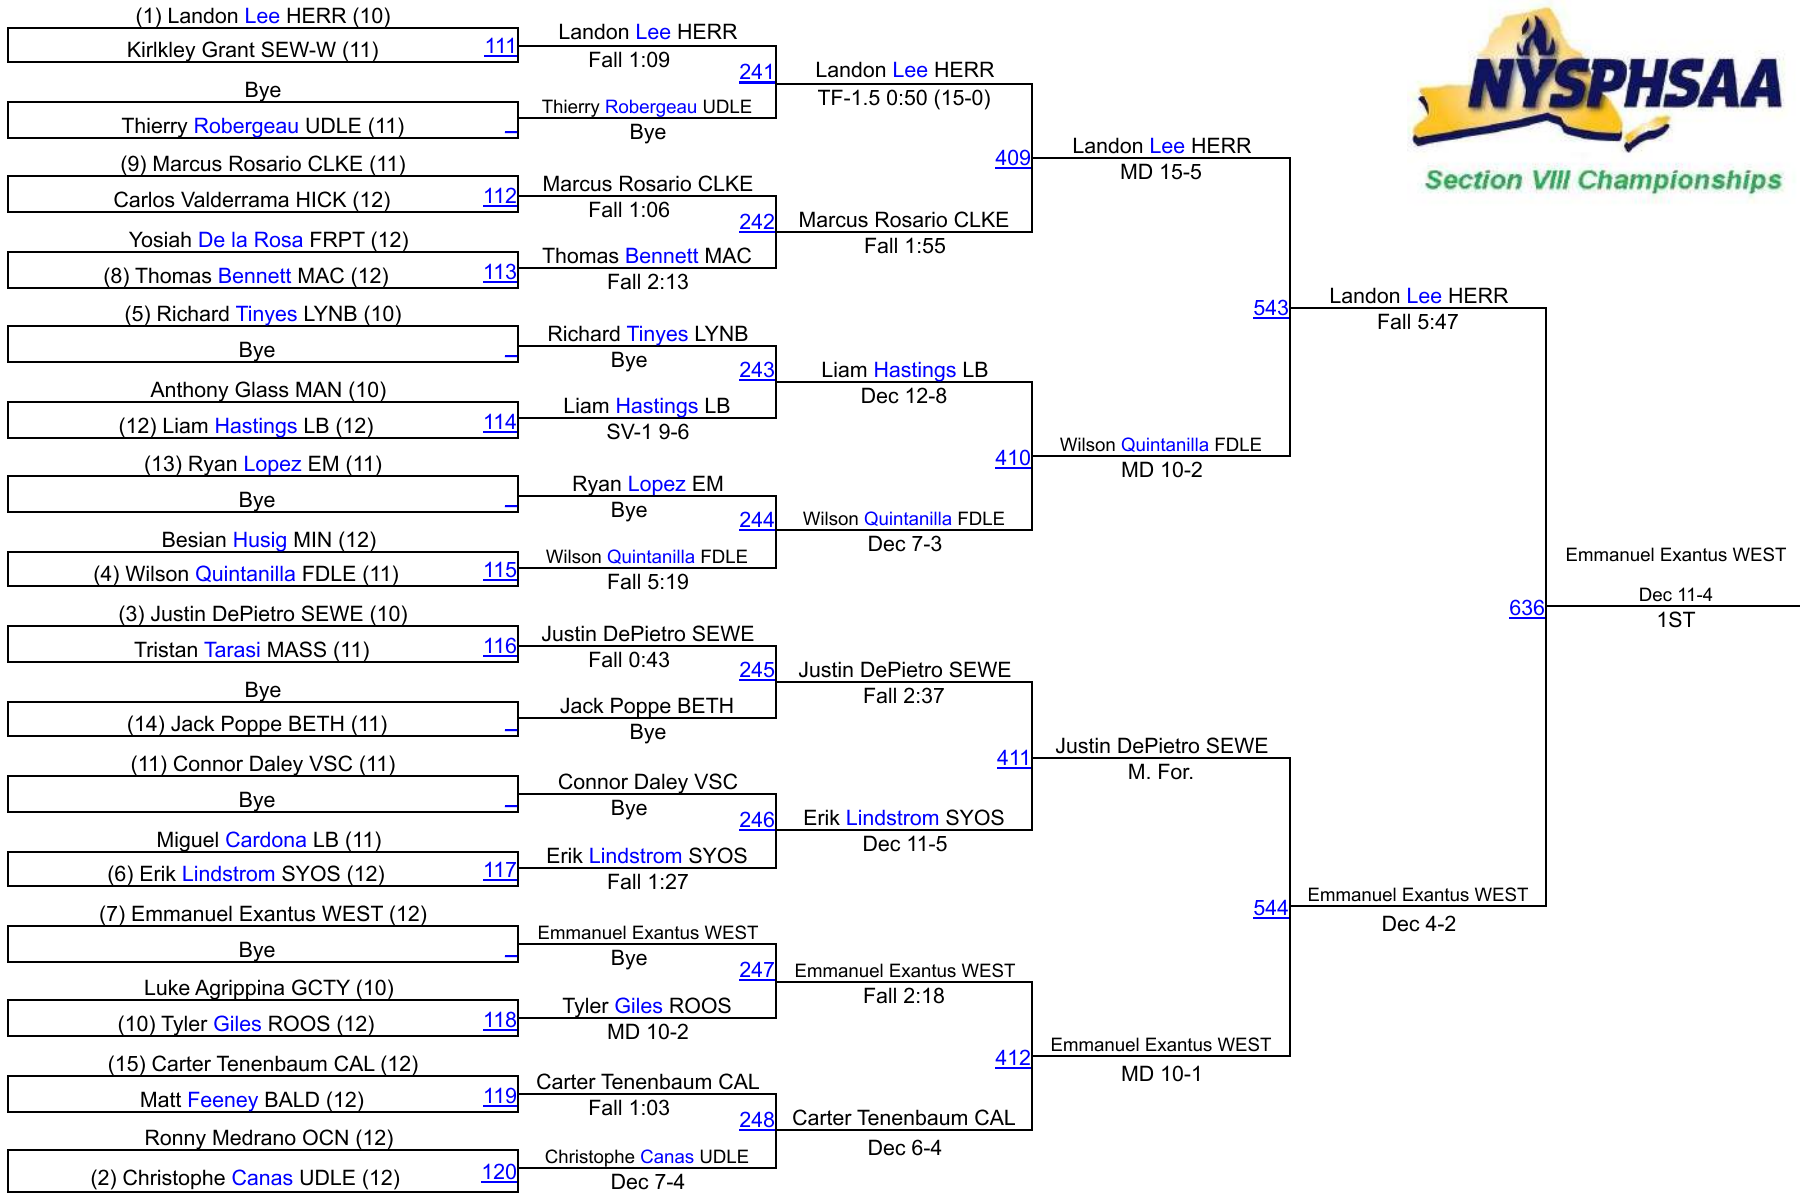 (1) Landon Lee HERR (10)
Kirlkley Grant SEW-W (11)
111
Bye
Thierry Robergeau UDLE (11)
(9) Marcus Rosario CLKE (11)
Carlos Valderrama HICK (12)
112
Yosiah De la Rosa FRPT (12)
(8) Thomas Bennett MAC (12)
113
(5) Richard Tinyes LYNB (10)
Bye
Anthony Glass MAN (10)
(12) Liam Hastings LB (12)
114
(13) Ryan Lopez EM (11)
Bye
Besian Husig MIN (12)
(4) Wilson Quintanilla FDLE (11)
115
(3) Justin DePietro SEWE (10)
Tristan Tarasi MASS (11)
116
Bye
(14) Jack Poppe BETH (11)
(11) Connor Daley VSC (11)
Bye
Miguel Cardona LB (11)
(6) Erik Lindstrom SYOS (12)
117
(7) Emmanuel Exantus WEST (12)
Bye
Luke Agrippina GCTY (10)
(10) Tyler Giles ROOS (12)
118
(15) Carter Tenenbaum CAL (12)
Matt Feeney BALD (12)
119
Ronny Medrano OCN (12)
(2) Christophe Canas UDLE (12)
120
Landon Lee HERR
Fall 1:09
241
Thierry Robergeau UDLE
Bye
Marcus Rosario CLKE
Fall 1:06
242
Thomas Bennett MAC
Fall 2:13
Richard Tinyes LYNB
Bye
243
Liam Hastings LB
SV-1 9-6
Ryan Lopez EM
Bye
244
Wilson Quintanilla FDLE
Fall 5:19
Justin DePietro SEWE
Fall 0:43
245
Jack Poppe BETH
Bye
Connor Daley VSC
Bye
246
Erik Lindstrom SYOS
Fall 1:27
Emmanuel Exantus WEST
Bye
247
Tyler Giles ROOS
MD 10-2
Carter Tenenbaum CAL
Fall 1:03
248
Christophe Canas UDLE
Dec 7-4
Landon Lee HERR
TF-1.5 0:50 (15-0)
409
Marcus Rosario CLKE
Fall 1:55
Liam Hastings LB
Dec 12-8
410
Wilson Quintanilla FDLE
Dec 7-3
Justin DePietro SEWE
Fall 2:37
411
Erik Lindstrom SYOS
Dec 11-5
Emmanuel Exantus WEST
Fall 2:18
412
Carter Tenenbaum CAL
Dec 6-4
Landon Lee HERR
MD 15-5
543
Wilson Quintanilla FDLE
MD 10-2
Justin DePietro SEWE
M. For.
544
Emmanuel Exantus WEST
MD 10-1
Landon Lee HERR
Fall 5:47
636
Emmanuel Exantus WEST
Dec 4-2
Emmanuel Exantus WEST
Dec 11-4
1ST
NYSPHSAA
Section VIII Championships